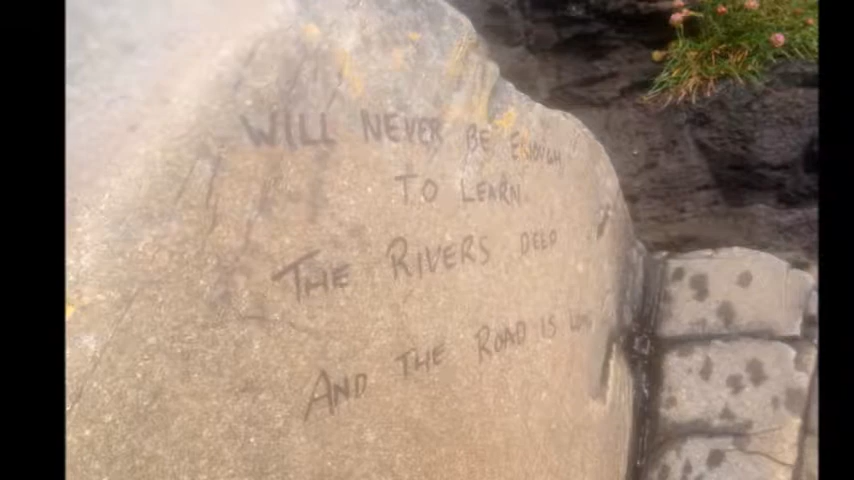 WILL NEVER BE ENOUGH
TO LEARN
THE RIVERS DEEP
AND THE ROAD IS